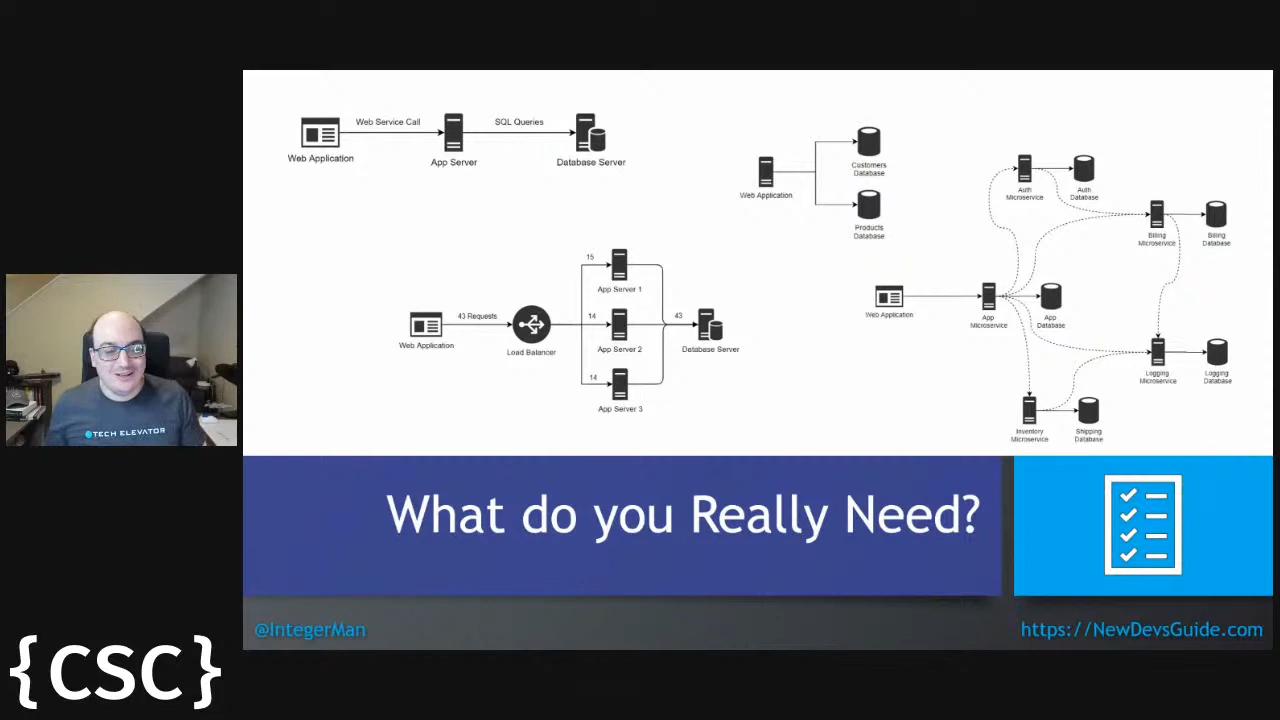 Web Service Call
SQL Queries
Web Application
App Server
Database Server
Customers
Database
Web Application
Products
Database
Auth
Microservice
Auth
Database
Billing
Microservice
Billing
Database
15
App Server 1
43 Requests
14
43
Web Application
Load Balancer
App Server 2
Database Server
14
App Server 3
Web Application
App
Microservice
App
Database
Logging
Microservice
Logging
Database
Inventory
Microservice
Shipping
Database
TECH ELEVATOR
What do you Really Need?
@IntegerMan
https://NewDevsGuide.com
{CSC}